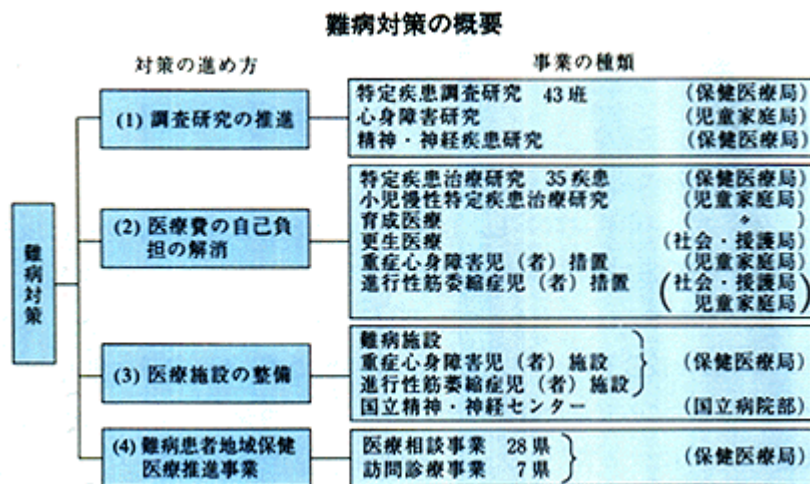 難病対策の概要
対策の進め方
事業の種類
難病対策
(1) 調査研究の推進
特定疾患調査研究 43班 (保健医療局)
心身障害研究 (児童家庭局)
精神・神経疾患研究 (保健医療局)
(2) 医療費の自己負
担の解消
特定疾患治療研究 35疾患 (保健医療局)
小児慢性特定疾患治療研究 (児童家庭局)
育成医療 ( 〃 )
更生医療 (社会・援護局)
重症心身障害児(者)措置 (児童家庭局)
進行性筋萎縮症児(者)措置 (社会・援護局
児童家庭局)
(3) 医療施設の整備
難病施設
重症心身障害児(者)施設 (保健医療局)
進行性筋萎縮症児(者)施設
国立精神・神経センター (国立病院部)
(4) 難病患者地域保健
医療推進事業
医療相談事業 28県 (保健医療局)
訪問診療事業 7県